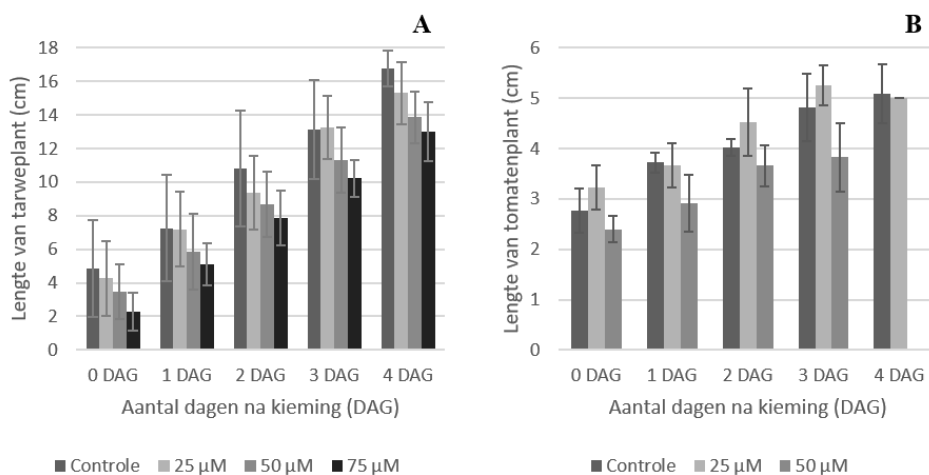 A
Lengte van tarweplant (cm)
18
16
14
12
10
8
6
4
2
0
0 DAG 1 DAG 2 DAG 3 DAG 4 DAG
Aantal dagen na kieming (DAG)
Controle 25 µM 50 µM 75 µM
B
Lengte van tomatenplant (cm)
6
5
4
3
2
1
0
0 DAG 1 DAG 2 DAG 3 DAG 4 DAG
Aantal dagen na kieming (DAG)
Controle 25 µM 50 µM